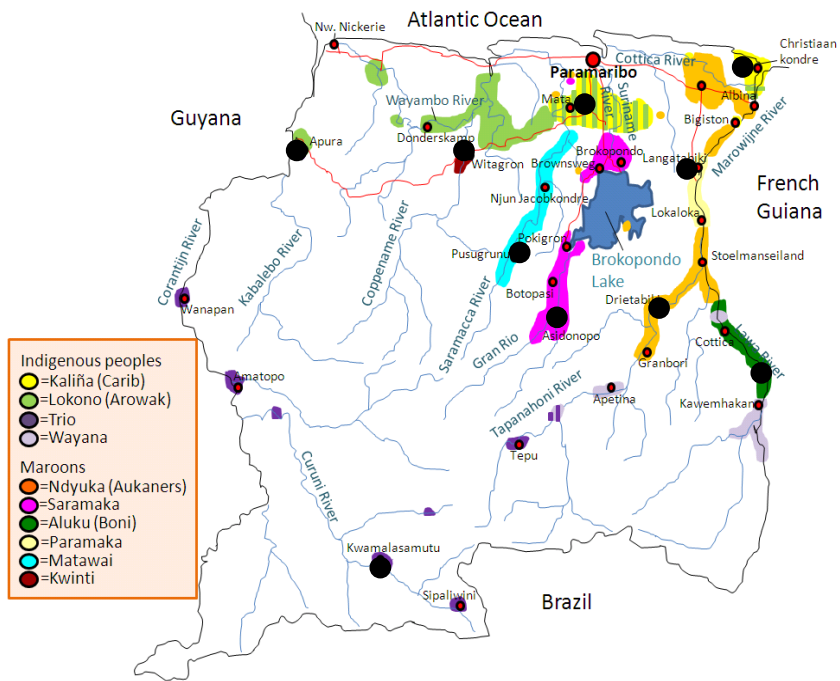 Atlantic Ocean
Nw. Nickerie
Cottica River
Christiaan
kondre
Paramaribo
Guyana
Wayambo River
Mata
Suriname
River
Albina
Bigiston
Marowijne River
Apura
Donderskamp
Witagron
Brokopondo
Brownsweg
Langatabiki
French
Guiana
Njun Jacobkondre
Lokaloka
Corantijn River
Kabalebo River
Coppename River
Pusugrunu
Pokigron
Brokopondo
Lake
Stoelmanseiland
Saramacca River
Wanapan
Botopasi
Drietabiki
Asidonopo
Gran Rio
Cottica
Lawa River
Granbori
Amatopo
Apetina
Kawemhakan
Tapanahoni River
Tepu
Curuni River
Kwamalasamutu
Sipaliwini
Brazil
Indigenous peoples
=Kaliña (Carib)
=Lokono (Arowak)
=Trio
=Wayana
Maroons
=Ndyuka (Aukaners)
=Saramaka
=Aluku (Boni)
=Paramaka
=Matawai
=Kwinti